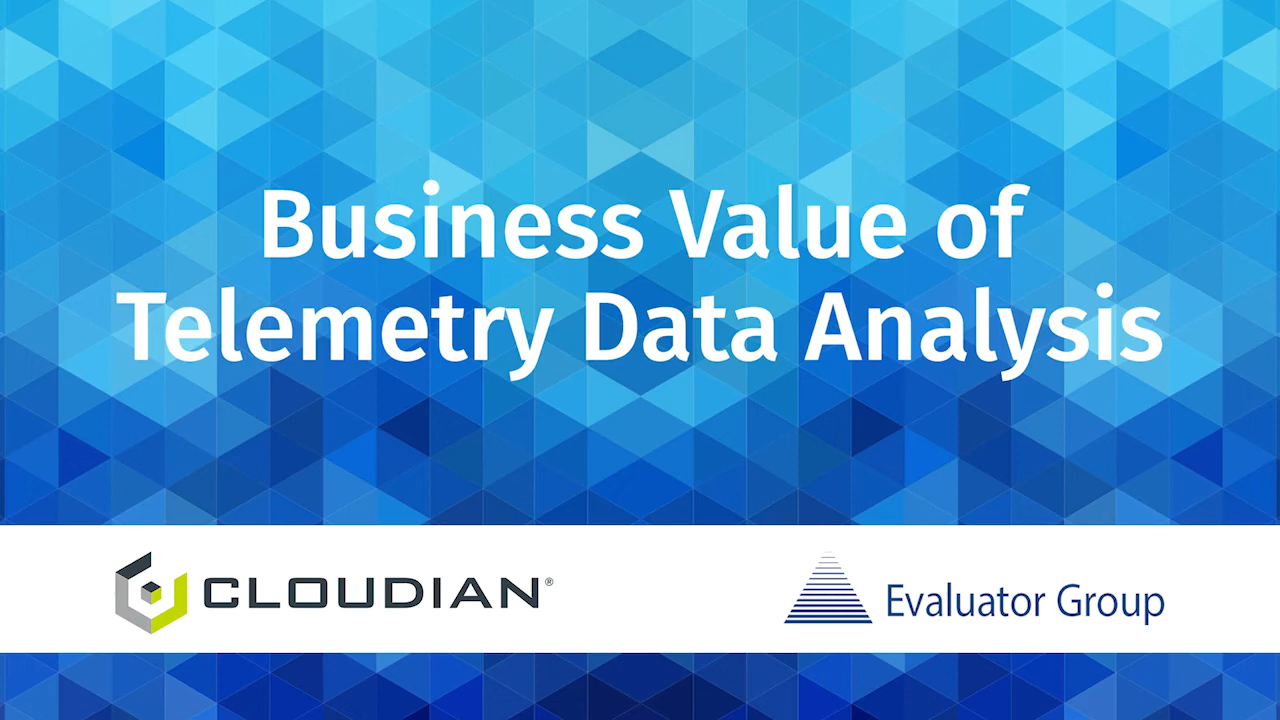 Business Value of
Telemetry Data Analysis
CLOUDIAN®
Evaluator Group